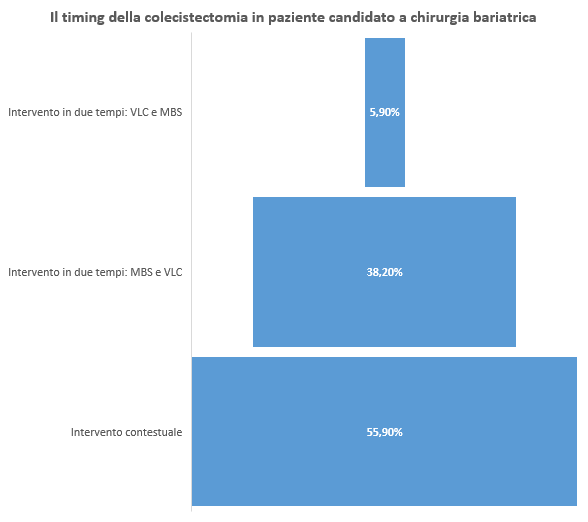 Il timing della colecistectomia in paziente candidato a chirurgia bariatrica
Intervento in due tempi: VLC e MBS
5,90%
Intervento in due tempi: MBS e VLC
38,20%
Intervento contestuale
55,90%